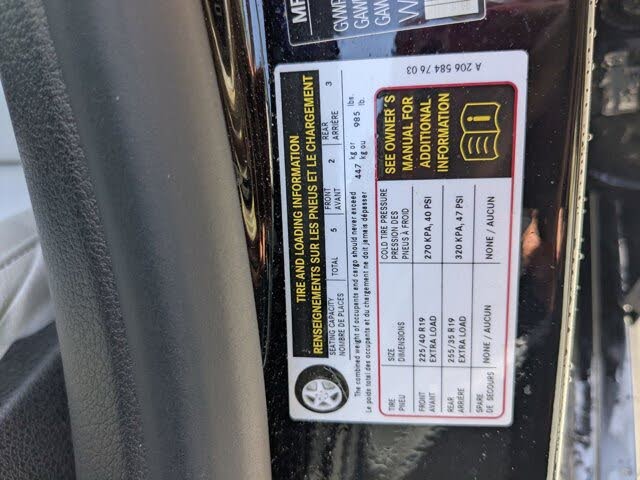 MFR
GVWR
GAW
GAW
A 206 584 76 03
TIRE AND LOADING INFORMATION
RENSEIGNEMENTS SUR LES PNEUS ET LE CHARGEMENT
SEATING CAPACITY TOTAL 5 FRONT 2 REAR 3
NOMBRE DE PLACES AVANT ARRIÈRE
The combined weight of occupants and cargo should never exceed 447 kg or 985 lbs.
Le poids total des occupants et du chargement ne doit jamais dépasser kg ou lb.
TIRE SIZE COLD TIRE PRESSURE
PNEU DIMENSIONS PRESSION DES
PNEUS À FROID
FRONT 225/40 R19 270 KPA, 40 PSI
AVANT EXTRA LOAD
REAR 255/35 R19 320 KPA, 47 PSI
ARRIÈRE EXTRA LOAD
SPARE NONE / AUCUN NONE / AUCUN
DE SECOURS
SEE OWNER'S
MANUAL FOR
ADDITIONAL
INFORMATION